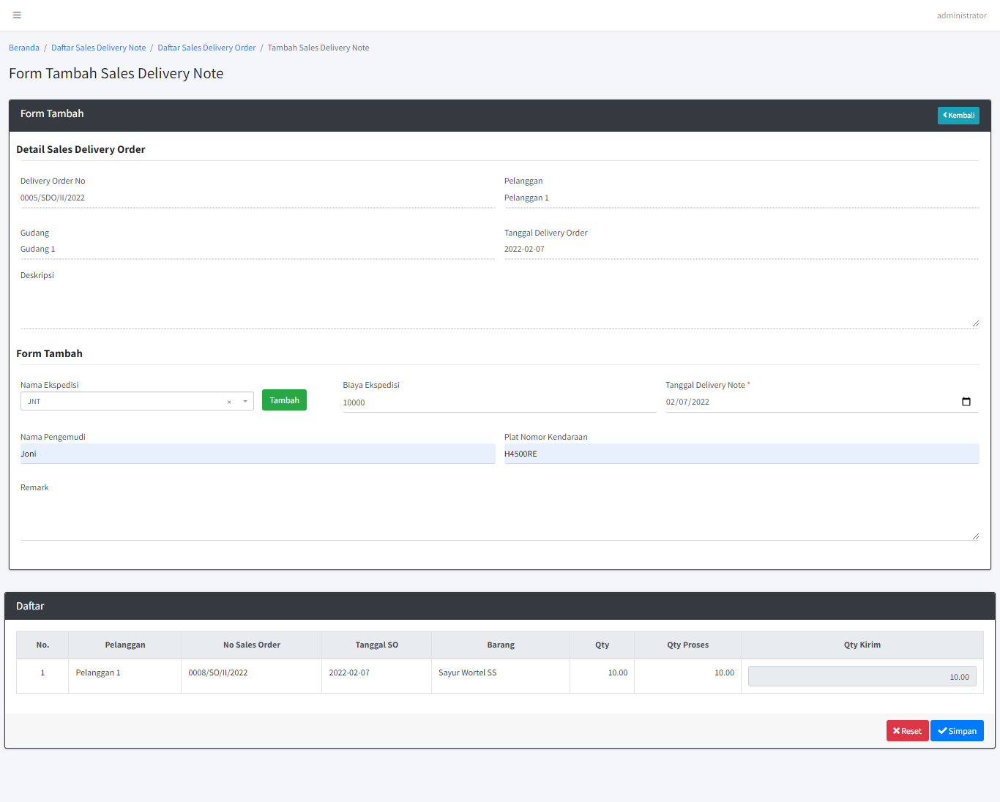 administrator
Beranda / Daftar Sales Delivery Note / Daftar Sales Delivery Order / Tambah Sales Delivery Note
Form Tambah Sales Delivery Note
Form Tambah
Kembali
Detail Sales Delivery Order
Delivery Order No
0005/SDO/II/2022
Pelanggan
Pelanggan 1
Gudang
Gudang 1
Tanggal Delivery Order
2022-02-07
Deskripsi
Form Tambah
Nama Ekspedisi
JNT ×
Tambah
Biaya Ekspedisi
10000
Tanggal Delivery Note *
02/07/2022
Nama Pengemudi
Joni
Plat Nomor Kendaraan
H4500RE
Remark
Daftar
No. Pelanggan No Sales Order Tanggal SO Barang Qty Qty Proses Qty Kirim
1 Pelanggan 1 0008/SO/II/2022 2022-02-07 Sayur Wortel SS 10.00 10.00 10.00
Reset Simpan